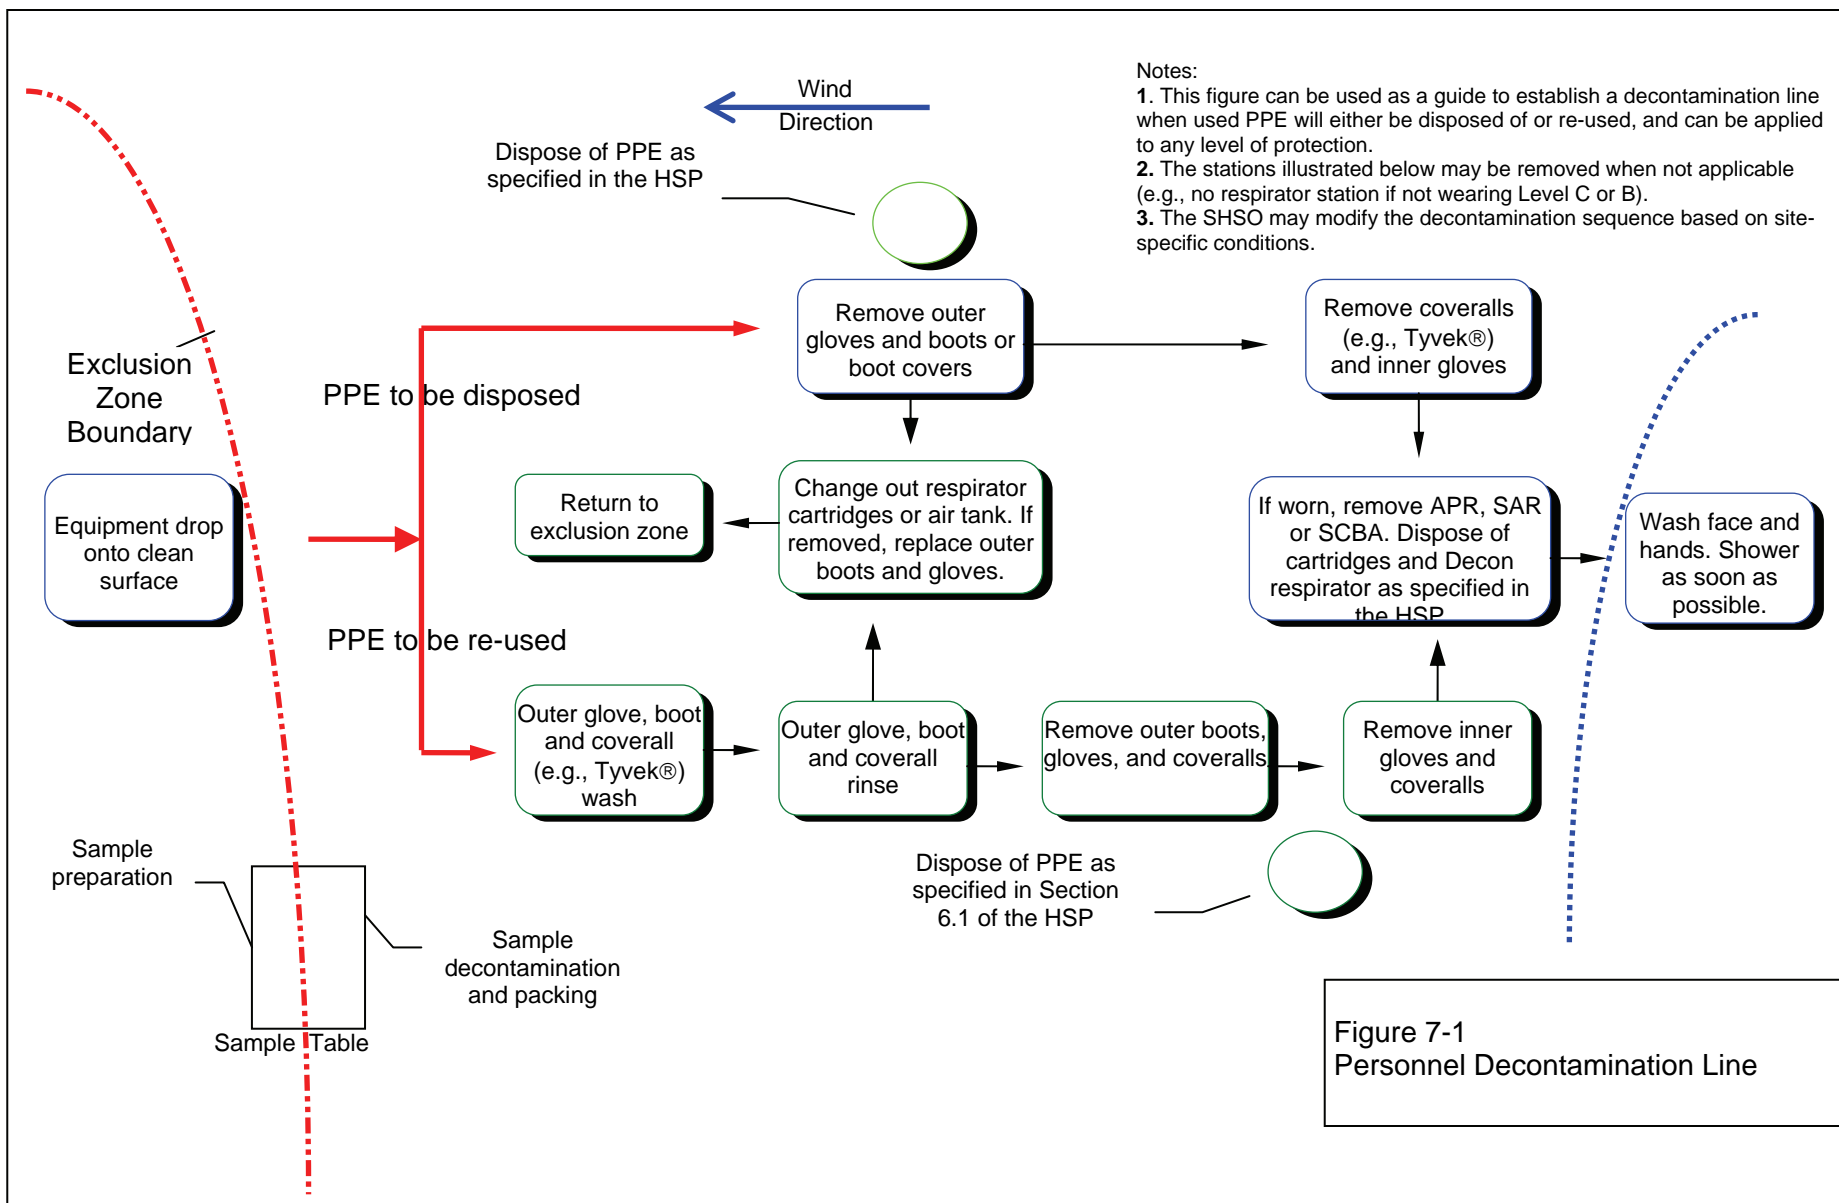 Notes:
1. This figure can be used as a guide to establish a decontamination line
when used PPE will either be disposed of or re-used, and can be applied
to any level of protection.
2. The stations illustrated below may be removed when not applicable
(e.g., no respirator station if not wearing Level C or B).
3. The SHSO may modify the decontamination sequence based on site-
specific conditions.
Wind
Direction
Dispose of PPE as
specified in the HSP
Exclusion
Zone
Boundary
Equipment drop
onto clean
surface
PPE to be disposed
Remove outer
gloves and boots or
boot covers
Remove coveralls
(e.g., Tyvek®)
and inner gloves
Return to
exclusion zone
Change out respirator
cartridges or air tank. If
removed, replace outer
boots and gloves.
If worn, remove APR, SAR
or SCBA. Dispose of
cartridges and Decon
respirator as specified in
the HSP
Wash face and
hands. Shower
as soon as
possible.
PPE to be re-used
Outer glove, boot
and coverall
(e.g., Tyvek®)
wash
Outer glove, boot
and coverall
rinse
Remove outer boots,
gloves, and coveralls
Remove inner
gloves and
coveralls
Dispose of PPE as
specified in Section
6.1 of the HSP
Sample
preparation
Sample
decontamination
and packing
Sample Table
Figure 7-1
Personnel Decontamination Line